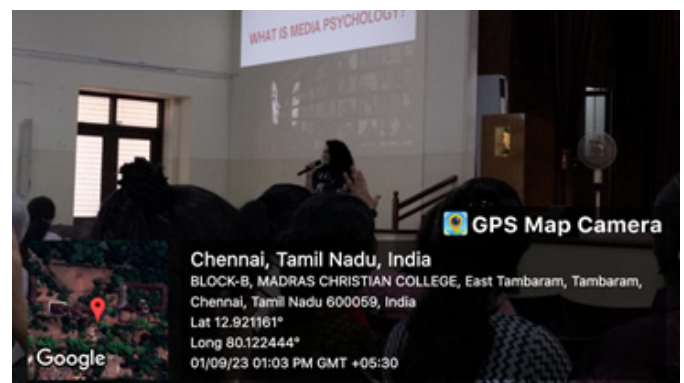 WHAT IS MEDIA PSYCHOLOGY?
GPS Map Camera
Chennai, Tamil Nadu, India
BLOCK-B, MADRAS CHRISTIAN COLLEGE, East Tambaram, Tambaram,
Chennai, Tamil Nadu 600059, India
Lat 12.921161°
Long 80.122444°
01/09/23 01:03 PM GMT +05:30
Google